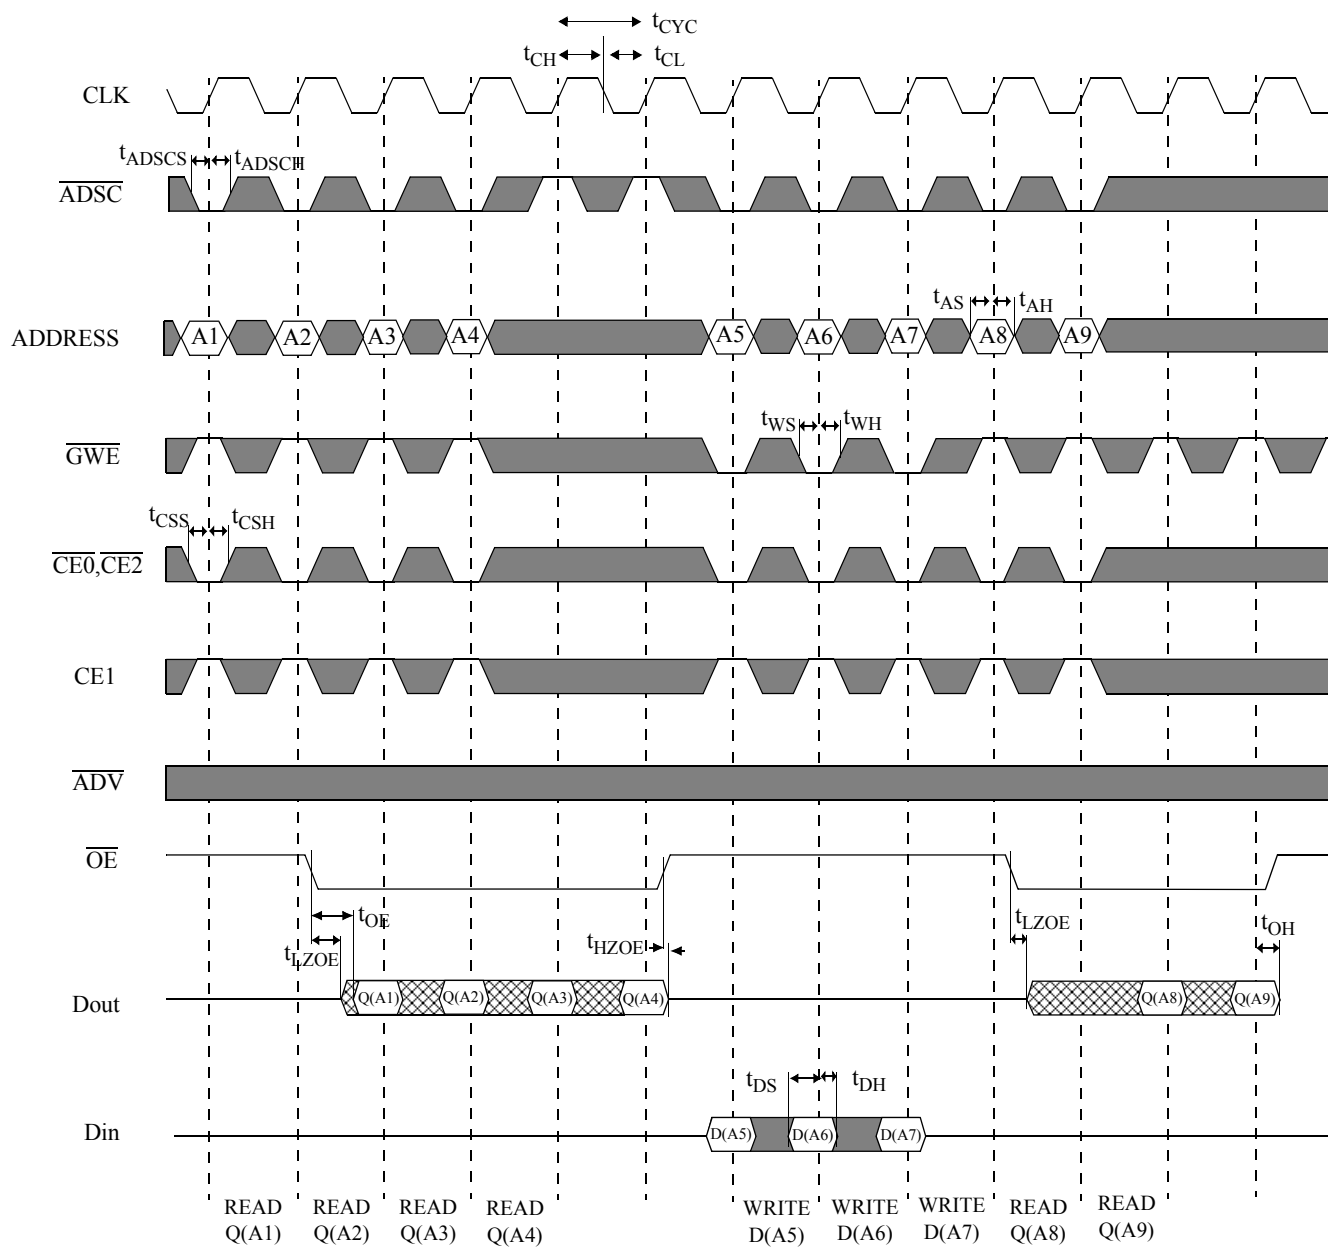 tCYC
tCH tCL
CLK
tADSCS tADSCH
ADSC
tAS tAH
ADDRESS A1 A2 A3 A4 A5 A6 A7 A8 A9
tWS tWH
GWE
tCSS tCSH
CE0,CE2
CE1
ADV
OE
tOE tLZOE
tLZOE tHZOE tOH
Dout Q(A1) Q(A2) Q(A3) Q(A4) Q(A8) Q(A9)
tDS tDH
Din D(A5) D(A6) D(A7)
READ READ READ READ WRITE WRITE WRITE READ READ
Q(A1) Q(A2) Q(A3) Q(A4) D(A5) D(A6) D(A7) Q(A8) Q(A9)